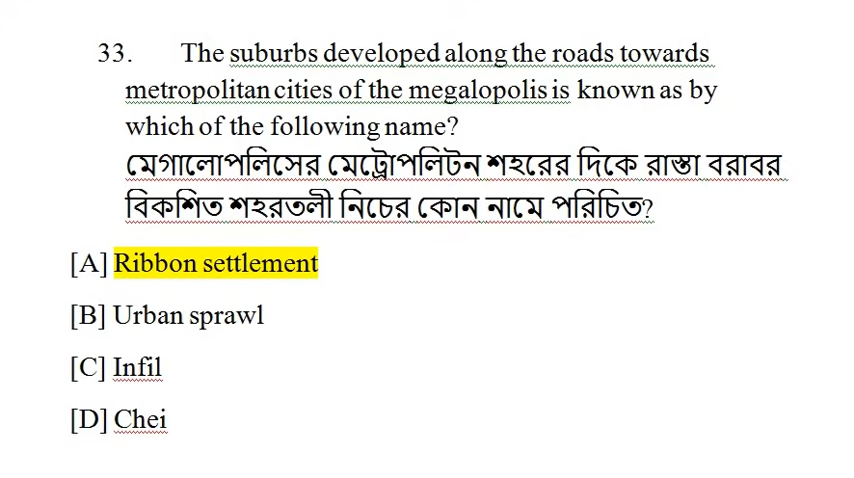 33. The suburbs developed along the roads towards
metropolitan cities of the megalopolis is known as by
which of the following name?
মেগালোপলিসের মেট্রোপলিটন শহরের দিকে রাস্তা বরাবর
বিকশিত শহরতলী নিচের কোন নামে পরিচিত?
[A] Ribbon settlement
[B] Urban sprawl
[C] Infil
[D] Chei